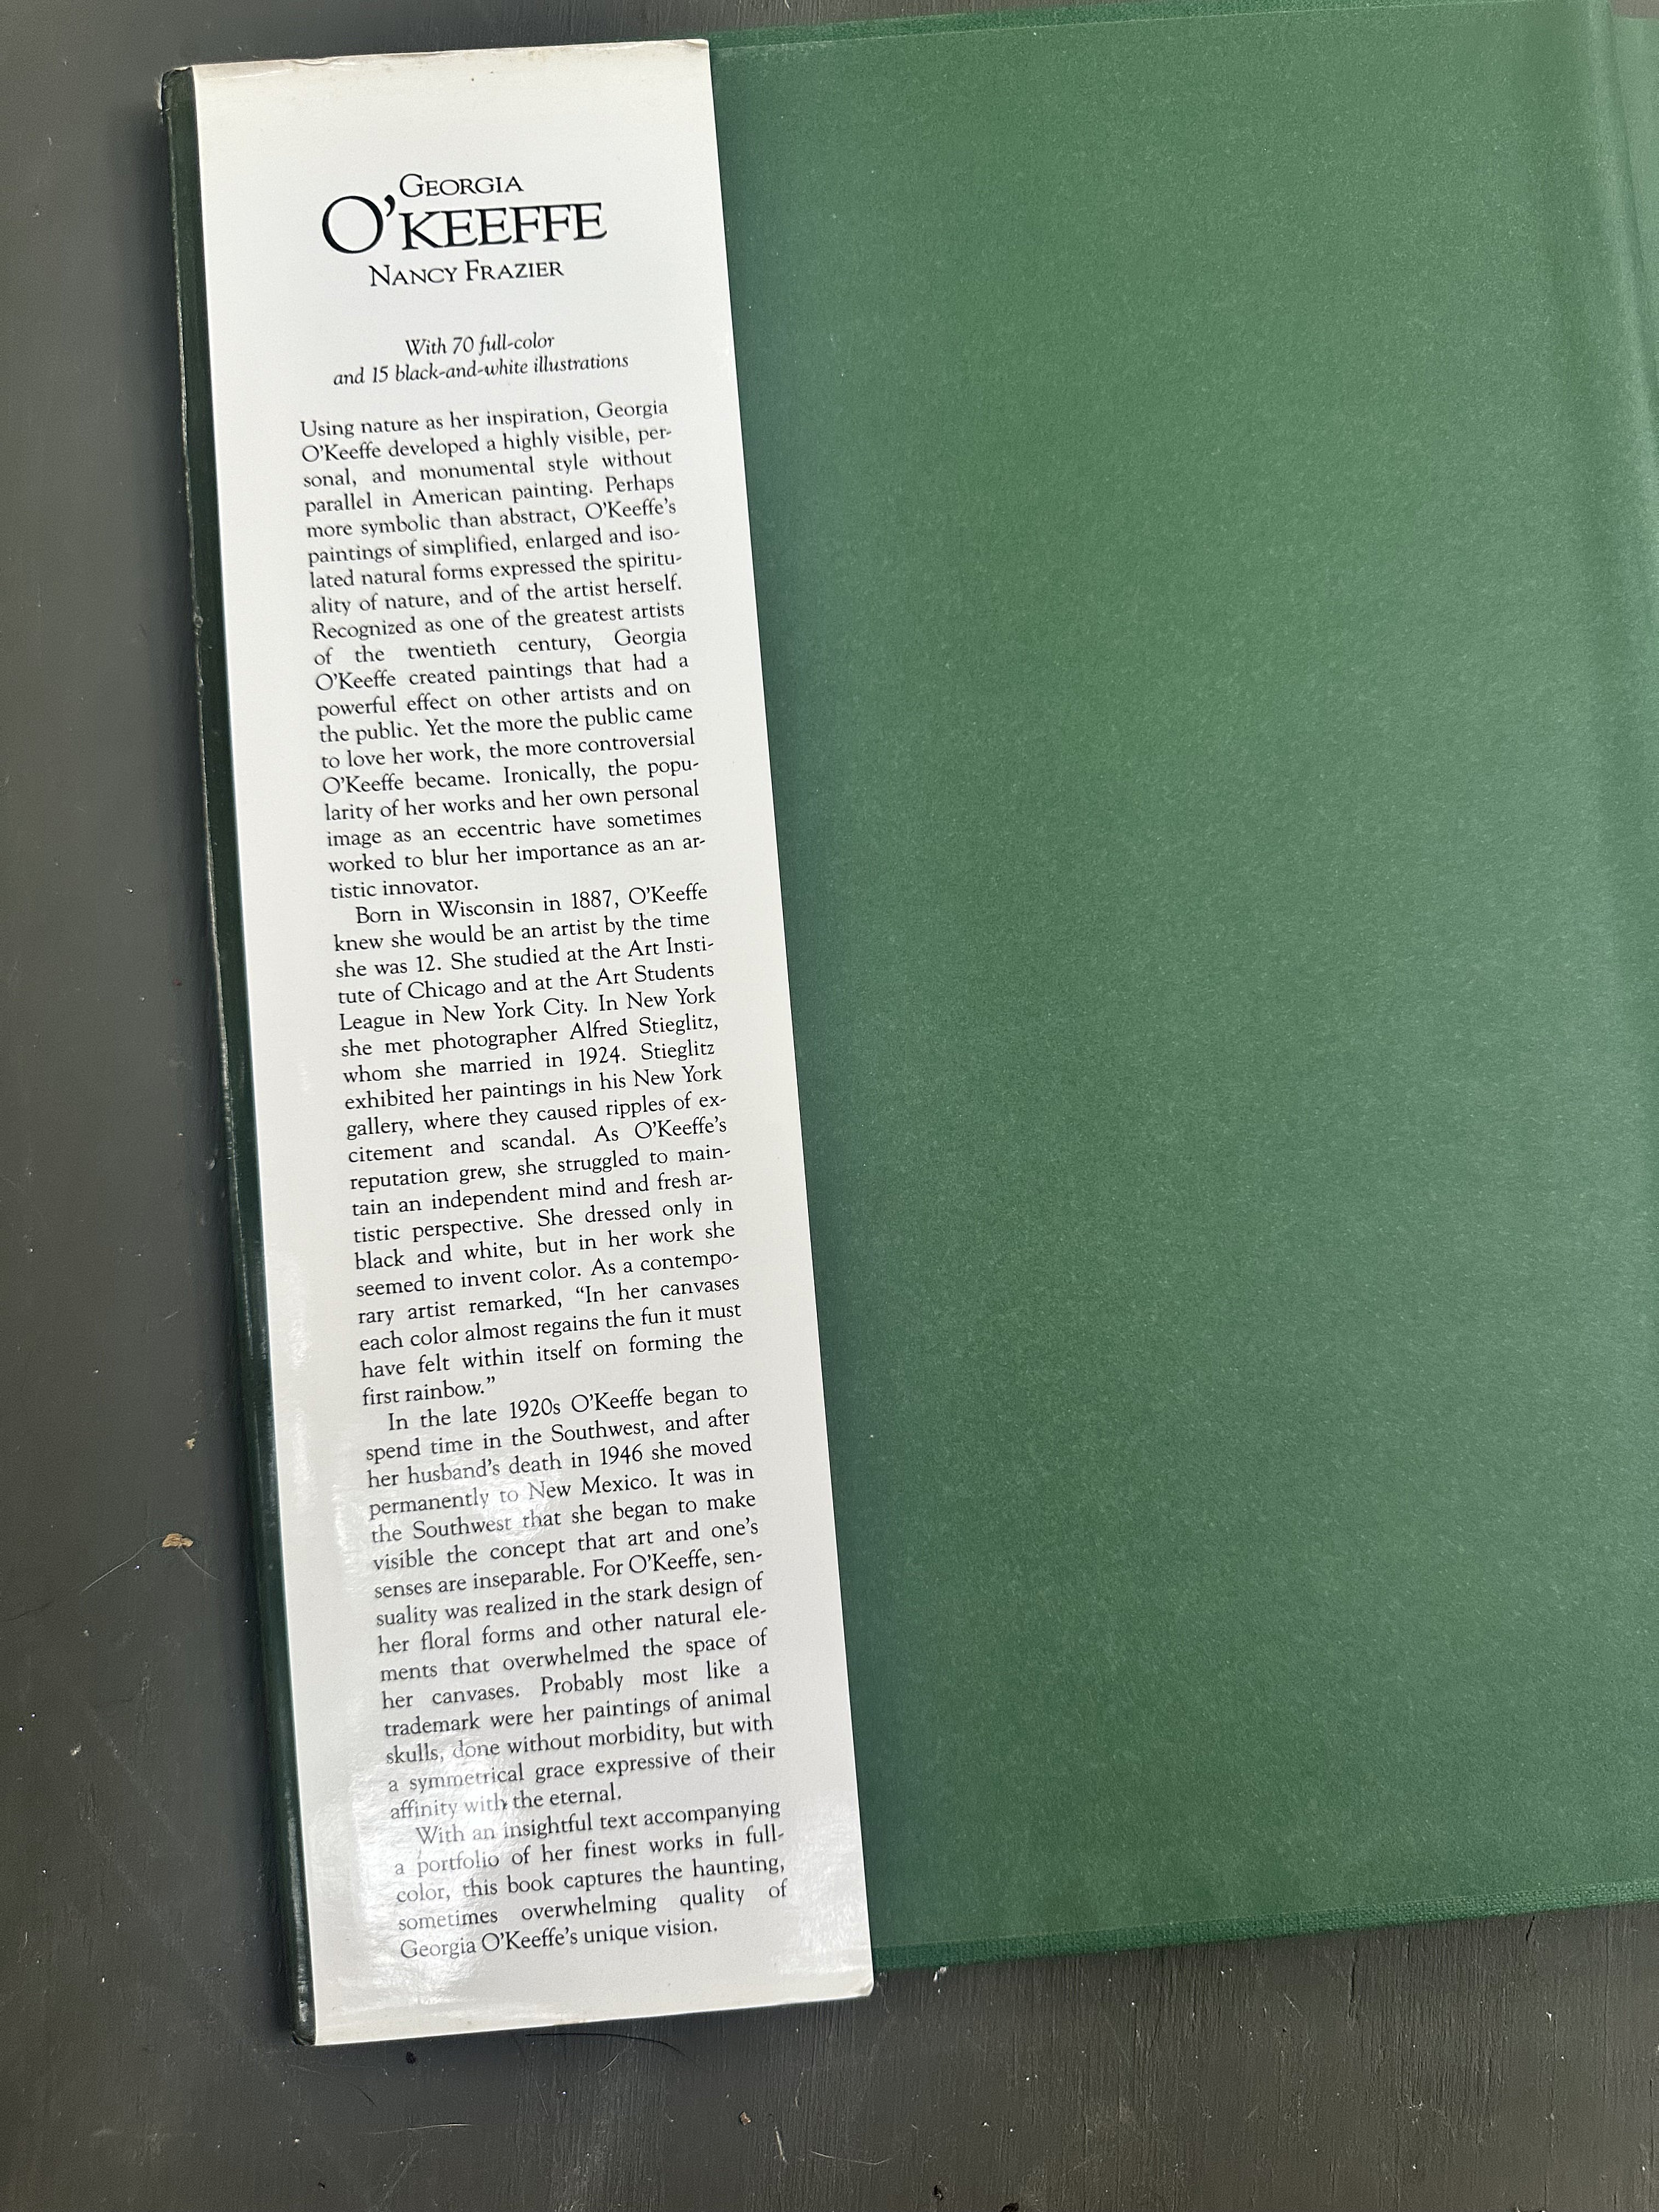 GEORGIA
O'KEEFFE
NANCY FRAZIER
With 70 full-color
and 15 black-and-white illustrations
Using nature as her inspiration, Georgia
O'Keeffe developed a highly visible, per-
sonal, and monumental style without
parallel in American painting. Perhaps
more symbolic than abstract, O'Keeffe's
paintings of simplified, enlarged and iso-
lated natural forms expressed the spiritu-
ality of nature, and of the artist herself.
Recognized as one of the greatest artists
of the twentieth century, Georgia
O'Keeffe created paintings that had a
powerful effect on other artists and on
the public. Yet the more the public came
to love her work, the more controversial
O'Keeffe became. Ironically, the popu-
larity of her works and her own personal
image as an eccentric have sometimes
worked to blur her importance as an ar-
tistic innovator.
Born in Wisconsin in 1887, O'Keeffe
knew she would be an artist by the time
she was 12. She studied at the Art Insti-
tute of Chicago and at the Art Students
League in New York City. In New York
she met photographer Alfred Stieglitz,
whom she married in 1924. Stieglitz
exhibited her paintings in his New York
gallery, where they caused ripples of ex-
citement and scandal. As O'Keeffe's
reputation grew, she struggled to main-
tain an independent mind and fresh ar-
tistic perspective. She dressed only in
black and white, but in her work she
seemed to invent color. As a contempo-
rary artist remarked, "In her canvases
each color almost regains the fun it must
have felt within itself on forming the
first rainbow."
In the late 1920s O'Keeffe began to
spend time in the Southwest, and after
her husband's death in 1946 she moved
permanently to New Mexico. It was in
the Southwest that she began to make
visible the concept that art and one's
senses are inseparable. For O'Keeffe, sen-
suality was realized in the stark design of
her floral forms and other natural ele-
ments that overwhelmed the space of
her canvases. Probably most like a
trademark were her paintings of animal
skulls, done without morbidity, but with
a symmetrical grace expressive of their
affinity with the eternal.
With an insightful text accompanying
a portfolio of her finest works in full-
color, this book captures the haunting,
sometimes overwhelming quality of
Georgia O'Keeffe's unique vision.